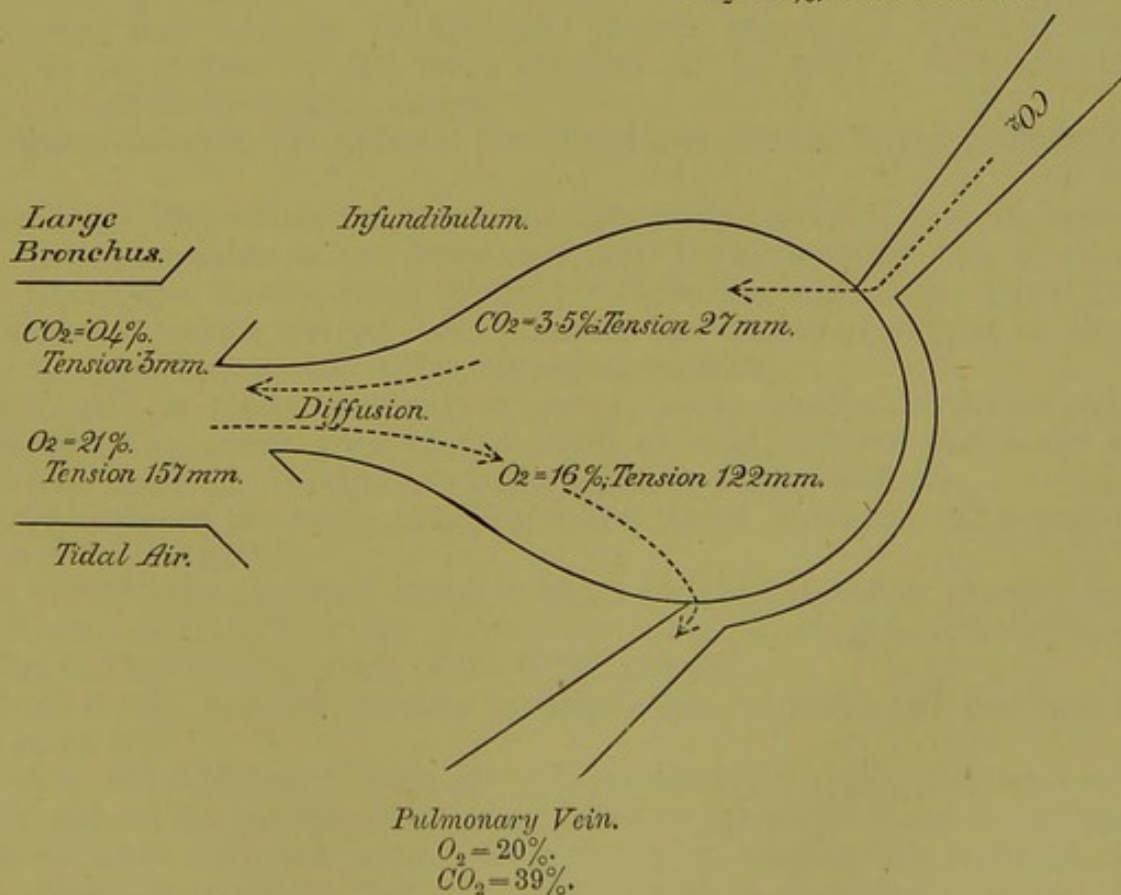 CO₂
Large
Bronchus.
Infundibulum.
CO₂=·04%.
Tension ·3mm.
CO₂=3·5%;Tension 27mm.
Diffusion.
O₂=21%.
Tension 157mm.
O₂=16%;Tension 122mm.
Tidal Air.
Pulmonary Vein.
O₂=20%.
CO₂=39%.